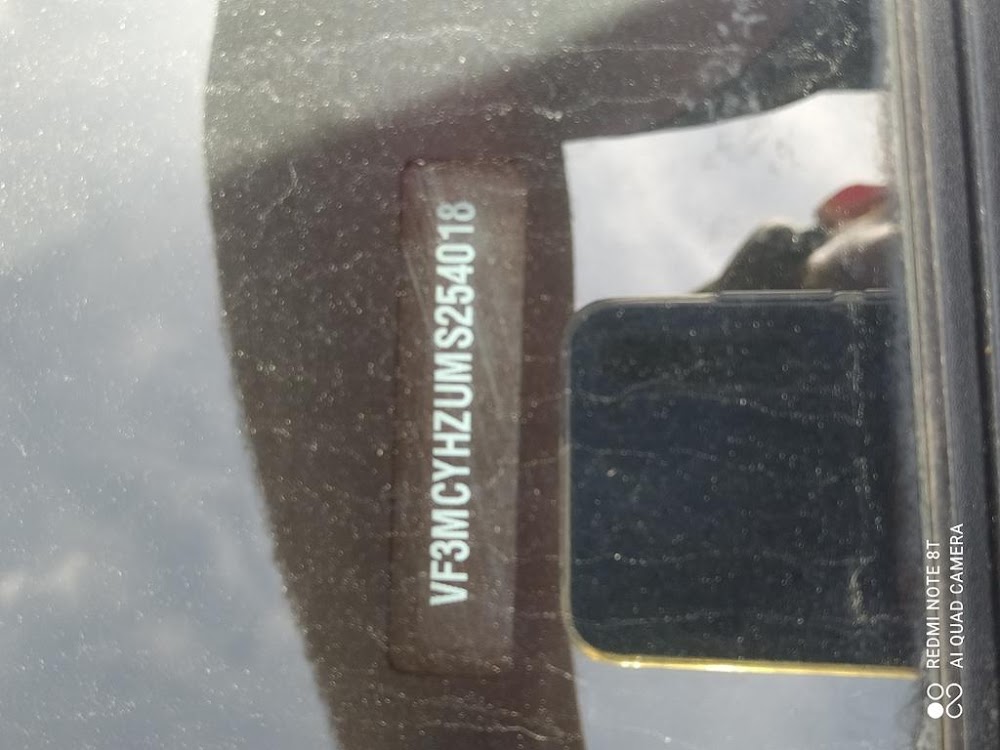 VF3MCYHZUMS254018
REDMI NOTE 8T
AI QUAD CAMERA